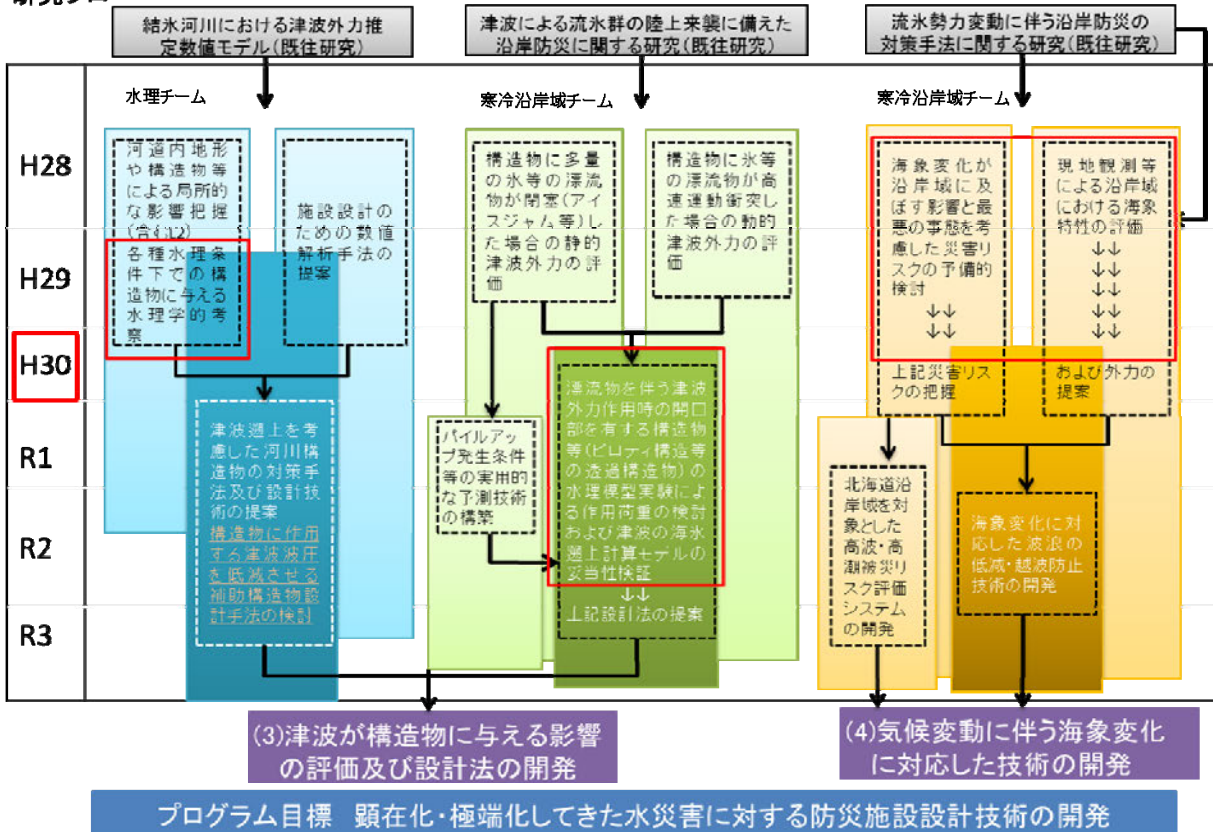 結氷河川における津波外力推
定数値モデル(既往研究)
津波による流氷群の陸上来襲に備えた
沿岸防災に関する研究(既往研究)
流氷勢力変動に伴う沿岸防災の
対策手法に関する研究(既往研究)
水理チーム
寒冷沿岸域チーム
寒冷沿岸域チーム
H28
H29
H30
R1
R2
R3
河道内地形
や構造物等
による局所的
な影響把握
各種水理条
件下での構
造物に与える
水理学的考
察
施設設計の
ための数値
解析手法の
提案
津波遡上を考
慮した河川構
造物の対策手
法及び設計技
術の提案
構造物に作用
する津波波圧
を低減させる
補助構造物設
計手法の検討
構造物に多量
の氷等の漂流
物が閉塞(アイ
スジャム等)し
た場合の静的
津波外力の評
価
構造物に氷等
の漂流物が高
速運動衝突し
た場合の動的
津波外力の評
価
パイルアッ
プ発生条件
等の実用的
な予測技術
の構築
漂流物を伴う津波
外力作用時の開口
部を有する構造物
等(ピロティ構造等
の透過構造物)の
水理模型実験によ
る作用荷重の検討
および津波の海氷
遡上計算モデルの
妥当性検証
↓↓
上記設計法の提案
海象変化が
沿岸域に及
ぼす影響と最
悪の事態を考
慮した災害リ
スクの予備的
検討
↓↓
↓↓
上記災害リス
クの把握
現地観測等
による沿岸域
における海象
特性の評価
↓↓
↓↓
↓↓
↓↓
↓↓
および外力の
提案
北海道沿
岸域を対
象とした
高波・高
潮被災リ
スク評価
システム
の開発
海象変化に対
応した波浪の
低減・越波防止
技術の開発
(3)津波が構造物に与える影響
の評価及び設計法の開発
(4)気候変動に伴う海象変化
に対応した技術の開発
プログラム目標 顕在化・極端化してきた水災害に対する防災施設設計技術の開発